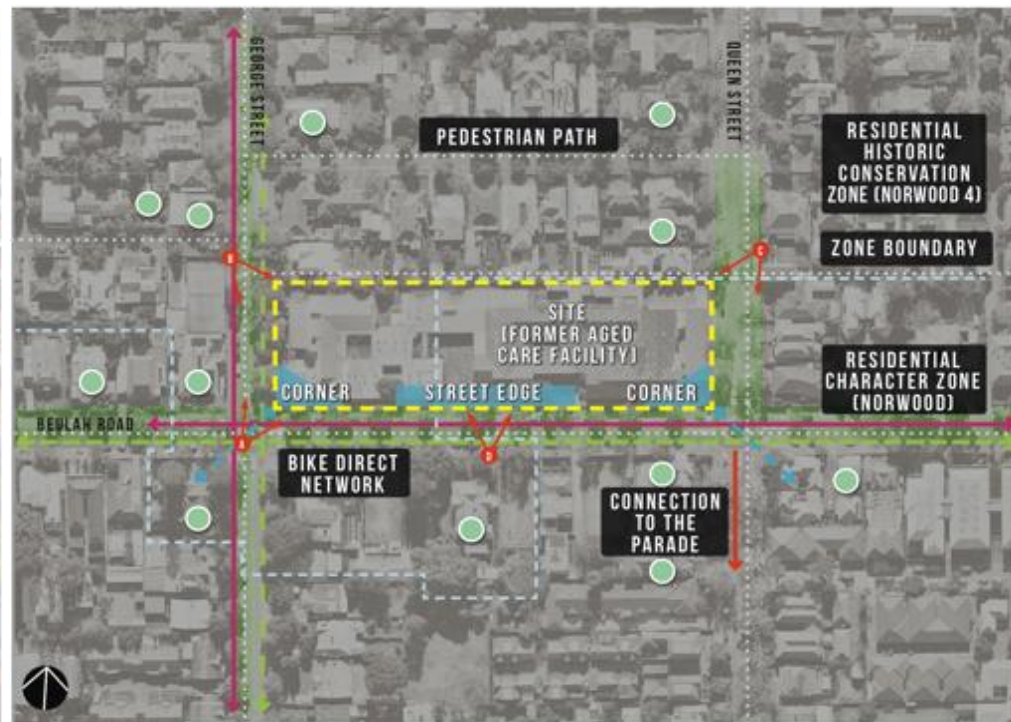 GEORGE STREET
QUEEN STREET
PEDESTRIAN PATH
RESIDENTIAL
HISTORIC
CONSERVATION
ZONE (NORWOOD 4)
B
C
ZONE BOUNDARY
SITE
(FORMER AGED
CARE FACILITY)
CORNER
STREET EDGE
CORNER
RESIDENTIAL
CHARACTER ZONE
(NORWOOD)
BEULAH ROAD
A
D
BIKE DIRECT
NETWORK
CONNECTION
TO THE
PARADE